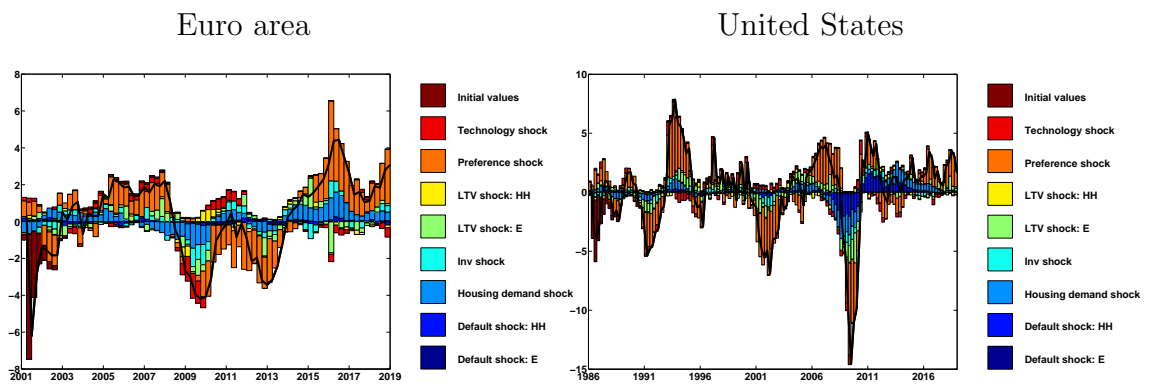 Euro area
8
6
4
2
0
−2
−4
−6
−8
2001 2003 2005 2007 2009 2011 2013 2015 2017 2019
Initial values
Technology shock
Preference shock
LTV shock: HH
LTV shock: E
Inv shock
Housing demand shock
Default shock: HH
Default shock: E
United States
10
5
0
−5
−10
−15
1986 1991 1996 2001 2006 2011 2016
Initial values
Technology shock
Preference shock
LTV shock: HH
LTV shock: E
Inv shock
Housing demand shock
Default shock: HH
Default shock: E